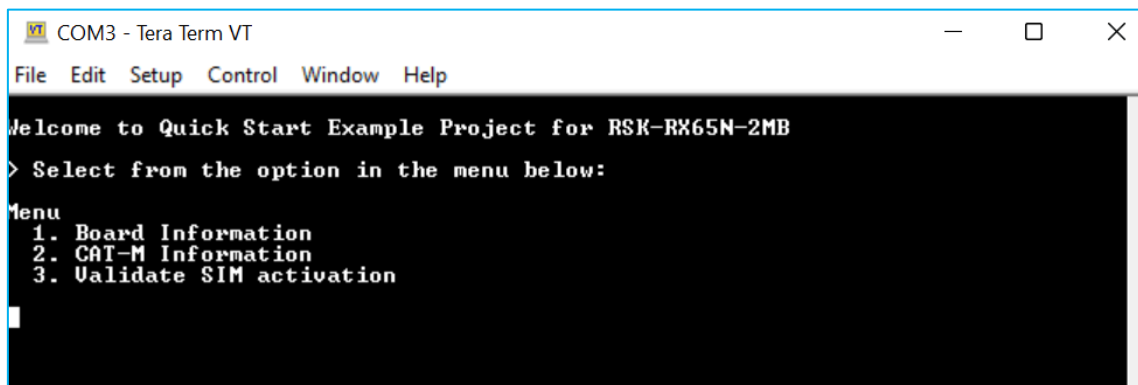 VT COM3 - Tera Term VT
File Edit Setup Control Window Help
Welcome to Quick Start Example Project for RSK-RX65N-2MB
> Select from the option in the menu below:
Menu
1. Board Information
2. CAT-M Information
3. Validate SIM activation